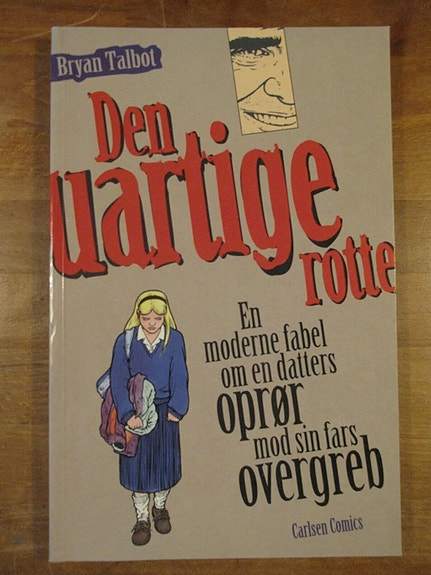 Bryan Talbot
Den
uartige
rotte
En
moderne fabel
om en datters
oprør
mod sin fars
overgreb
Carlsen Comics